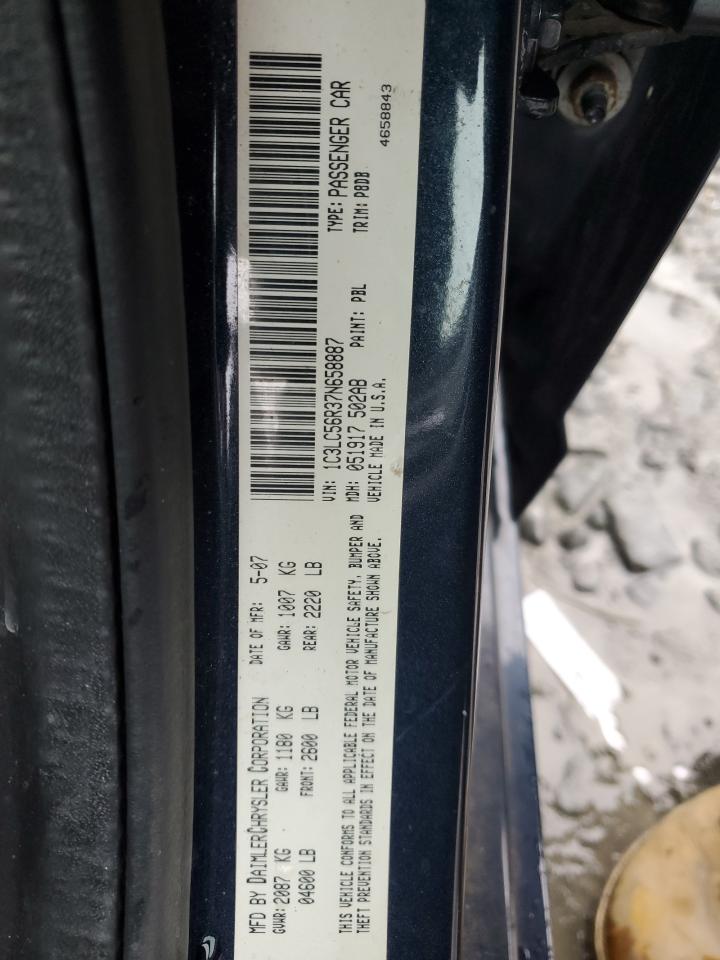 MFD BY DAIMLERCHRYSLER CORPORATION DATE OF MFR: 5-07
GVWR: 2087 KG GAWR: 1180 KG GAWR: 1007 KG
04600 LB FRONT: 2600 LB REAR: 2220 LB
THIS VEHICLE CONFORMS TO ALL APPLICABLE FEDERAL MOTOR VEHICLE SAFETY, BUMPER AND
THEFT PREVENTION STANDARDS IN EFFECT ON THE DATE OF MANUFACTURE SHOWN ABOVE.
VIN: 1C3LC56R37N658887 TYPE: PASSENGER CAR
MDH: 051917 502AB PAINT: PBL TRIM: P8DB
VEHICLE MADE IN U.S.A. 4658843